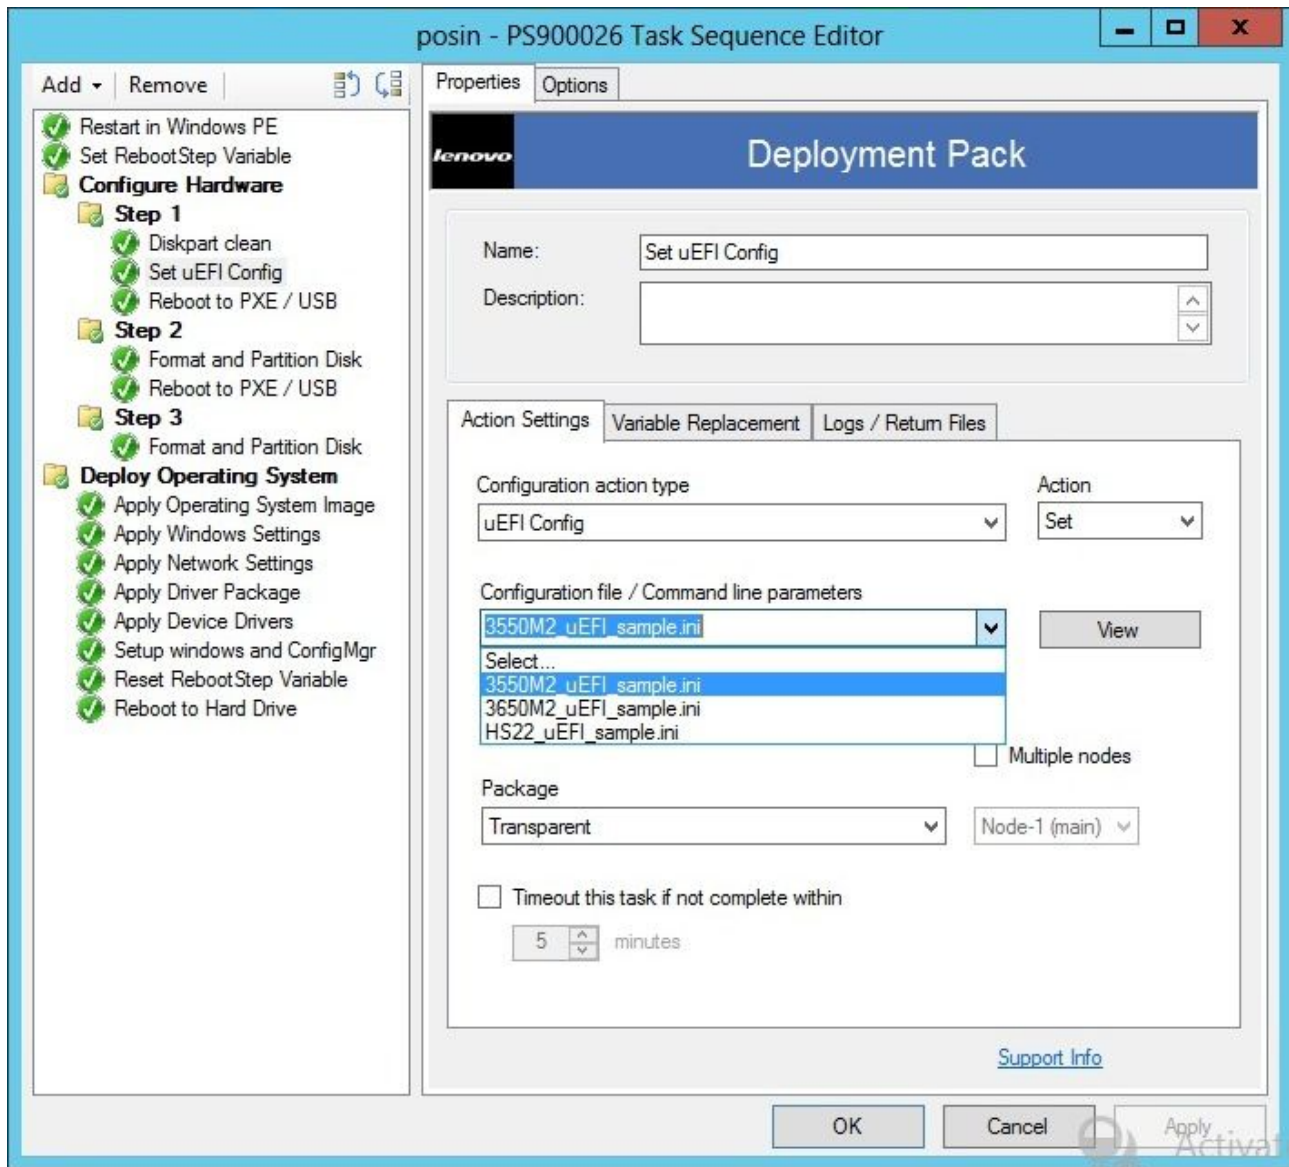 posin - PS900026 Task Sequence Editor
Add
Remove
Restart in Windows PE
Set RebootStep Variable
Configure Hardware
Step 1
Diskpart clean
Set uEFI Config
Reboot to PXE / USB
Step 2
Format and Partition Disk
Reboot to PXE / USB
Step 3
Format and Partition Disk
Deploy Operating System
Apply Operating System Image
Apply Windows Settings
Apply Network Settings
Apply Driver Package
Apply Device Drivers
Setup windows and ConfigMgr
Reset RebootStep Variable
Reboot to Hard Drive
Properties
Options
lenovo
Deployment Pack
Name:
Set uEFI Config
Description:
Action Settings
Variable Replacement
Logs / Return Files
Configuration action type
Action
uEFI Config
Set
Configuration file / Command line parameters
3550M2_uEFI_sample.ini
View
Select...
3550M2_uEFI_sample.ini
3650M2_uEFI_sample.ini
HS22_uEFI_sample.ini
Multiple nodes
Package
Transparent
Node-1 (main)
Timeout this task if not complete within
5
minutes
Support Info
OK
Cancel
Apply
Activat